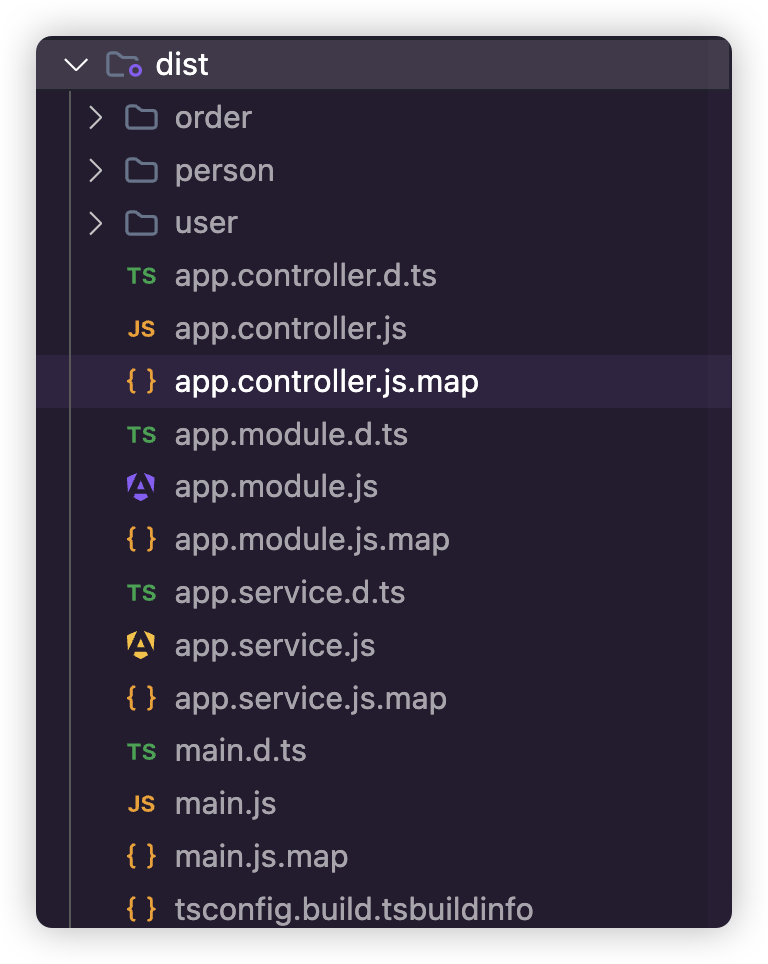 dist
order
person
user
TS app.controller.d.ts
JS app.controller.js
{ } app.controller.js.map
TS app.module.d.ts
app.module.js
{ } app.module.js.map
TS app.service.d.ts
app.service.js
{ } app.service.js.map
TS main.d.ts
JS main.js
{ } main.js.map
{ } tsconfig.build.tsbuildinfo